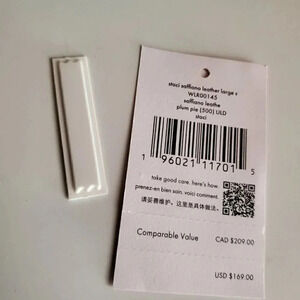 staci saffiano leather large r
WLR00145
saffiano leathe
plum pie (500) ULD
staci
1 96021 11701 5
take good care. here's how.
prenez-en bien soin. voici comment.
请妥善维护。这里是具体做法。
Comparable Value CAD $209.00
USD $169.00